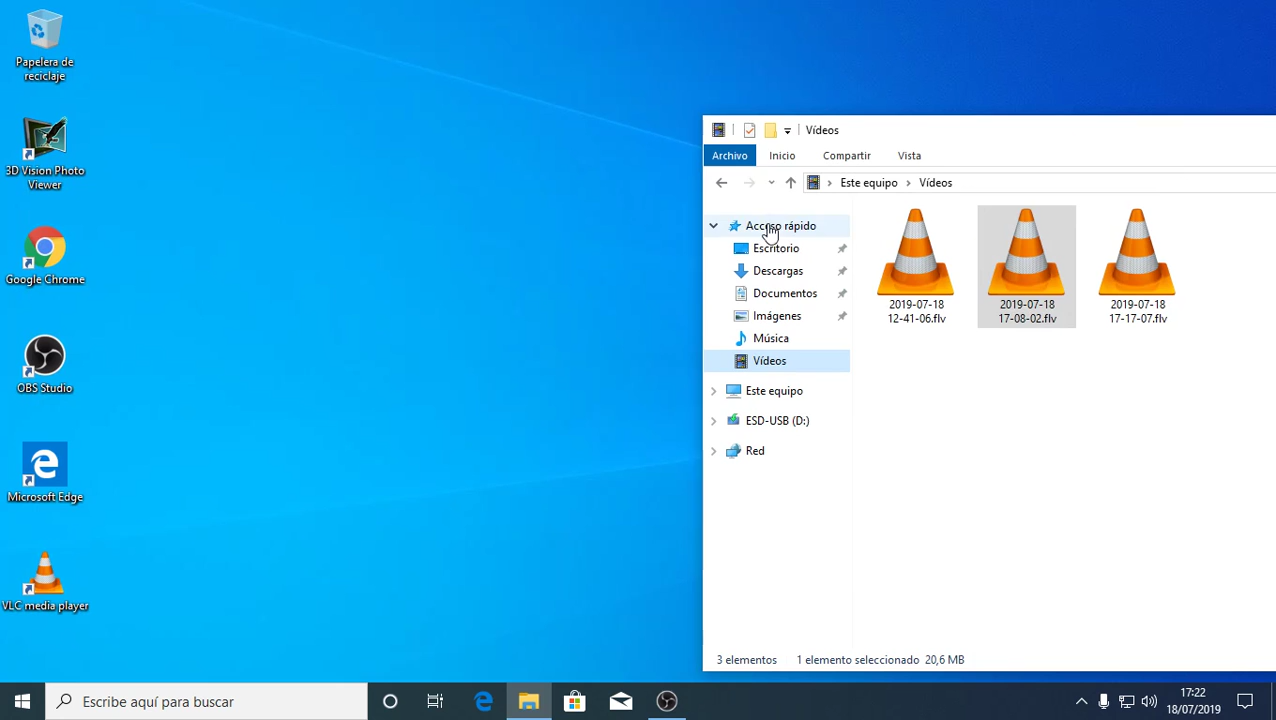 Papelera de
reciclaje
3D Vision Photo
Viewer
Google Chrome
OBS Studio
Microsoft Edge
VLC media player
Vídeos
Archivo Inicio Compartir Vista
Este equipo Vídeos
Acceso rápido
Escritorio
Descargas
Documentos
Imágenes
Música
Vídeos
Este equipo
ESD-USB (D:)
Red
2019-07-18
12-41-06.flv
2019-07-18
17-08-02.flv
2019-07-18
17-17-07.flv
3 elementos 1 elemento seleccionado 20,6 MB
Escribe aquí para buscar
17:22
18/07/2019